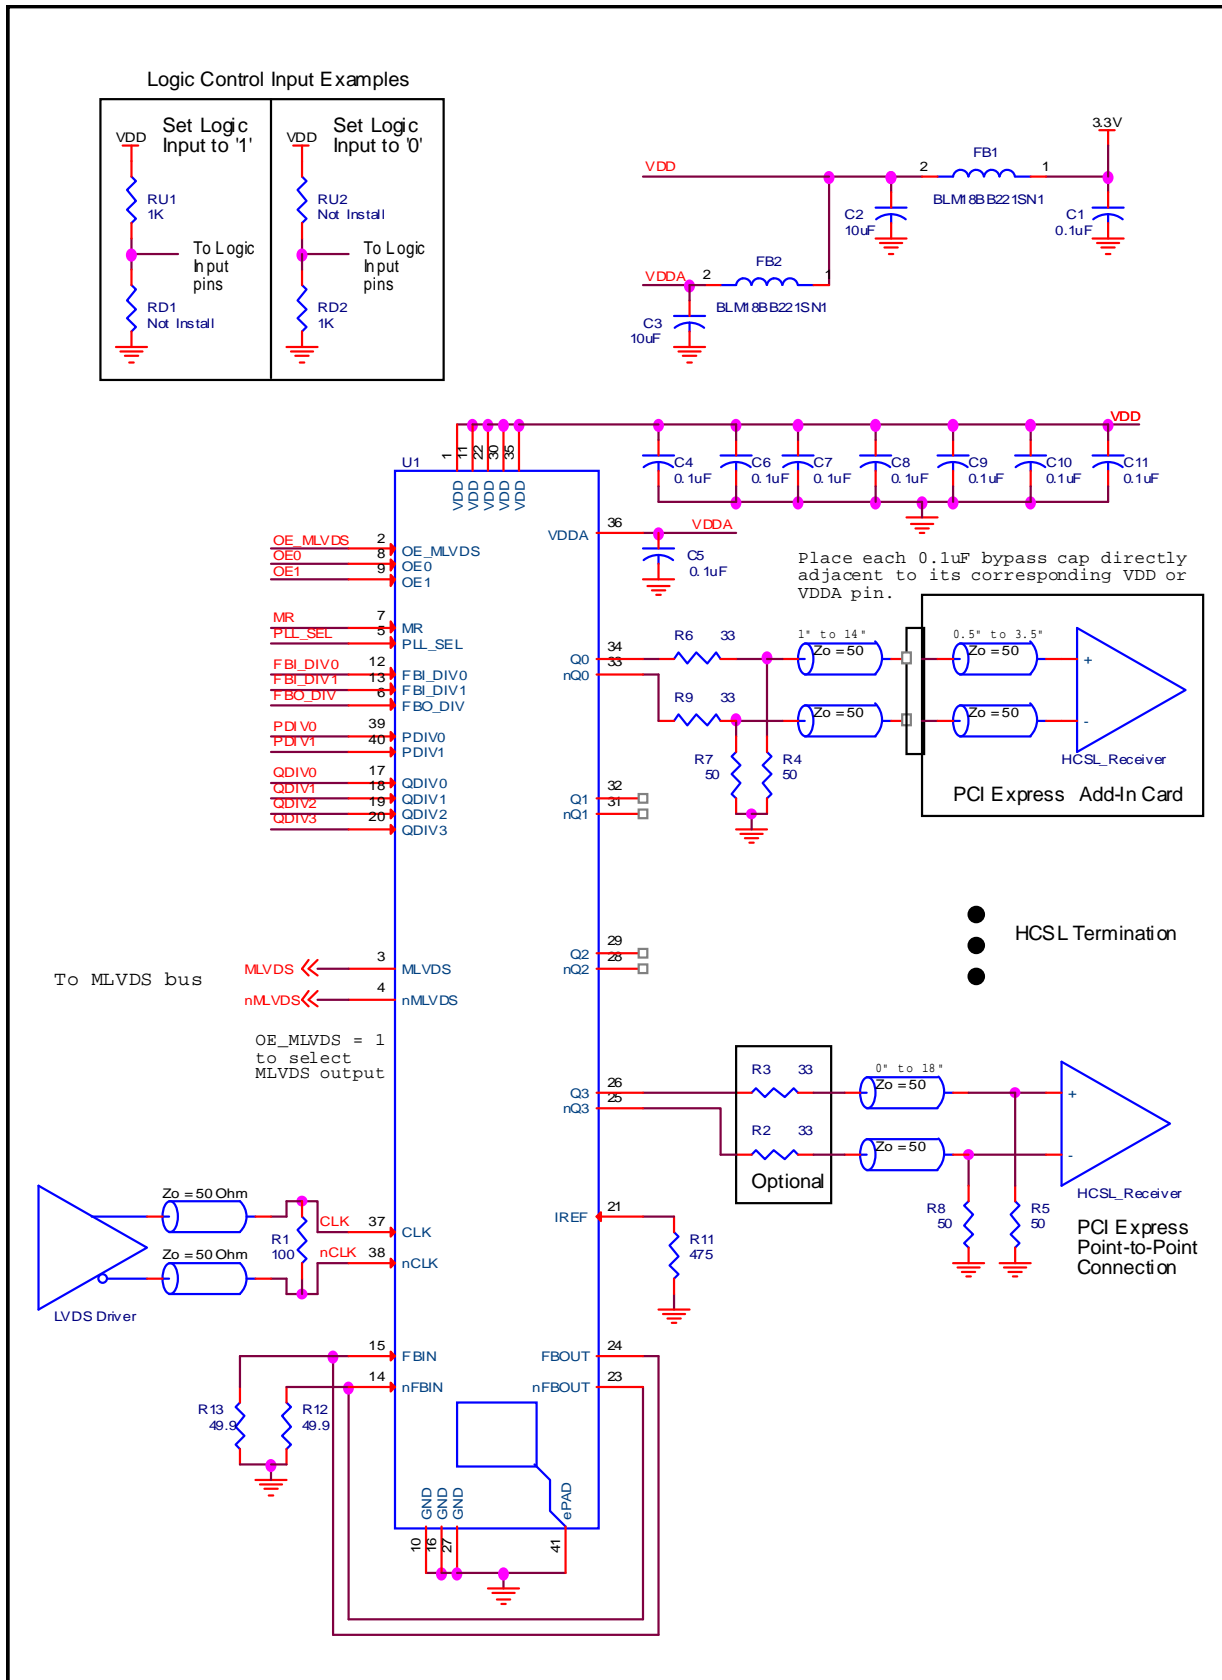 Logic Control Input Examples
Set Logic
Input to '1'
VDD
RU1
1K
To Logic
Input
pins
RD1
Not Install
Set Logic
Input to '0'
VDD
RU2
Not Install
To Logic
Input
pins
RD2
1K
3.3V
VDD
2
FB1
1
BLM18BB221SN1
C2
10uF
C1
0.1uF
VDDA
2
FB2
1
BLM18BB221SN1
C3
10uF
VDD
U1
1
11
22
30
35
VDD
VDD
VDD
VDD
VDD
C4
0.1uF
C6
0.1uF
C7
0.1uF
C8
0.1uF
C9
0.1uF
C10
0.1uF
C11
0.1uF
VDDA
36
VDDA
C5
0.1uF
Place each 0.1uF bypass cap directly
adjacent to its corresponding VDD or
VDDA pin.
OE_MLVDS
2
OE_MLVDS
OE0
8
OE0
OE1
9
OE1
MR
7
MR
PLL_SEL
5
PLL_SEL
FBI_DIV0
12
FBI_DIV0
FBI_DIV1
13
FBI_DIV1
FBO_DIV
6
FBO_DIV
PDIV0
39
PDIV0
PDIV1
40
PDIV1
QDIV0
17
QDIV0
QDIV1
18
QDIV1
QDIV2
19
QDIV2
QDIV3
20
QDIV3
Q0
34
nQ0
33
R6
33
R9
33
R7
50
R4
50
1" to 14"
Zo = 50
Zo = 50
0.5" to 3.5"
Zo = 50
Zo = 50
+
-
HCSL_Receiver
PCI Express Add-In Card
Q1
32
nQ1
31
Q2
29
nQ2
28
HCSL Termination
To MLVDS bus
MLVDS
3
MLVDS
nMLVDS
4
nMLVDS
OE_MLVDS = 1
to select
MLVDS output
Q3
26
nQ3
25
R3
33
R2
33
Optional
0" to 18"
Zo = 50
Zo = 50
+
-
HCSL_Receiver
R8
50
R5
50
PCI Express
Point-to-Point
Connection
Zo = 50 Ohm
Zo = 50 Ohm
LVDS Driver
R1
100
CLK
37
CLK
nCLK
38
nCLK
IREF
21
R11
475
15
FBIN
14
nFBIN
R13
49.9
R12
49.9
FBOUT
24
nFBOUT
23
GND
GND
GND
ePAD
10
16
27
41